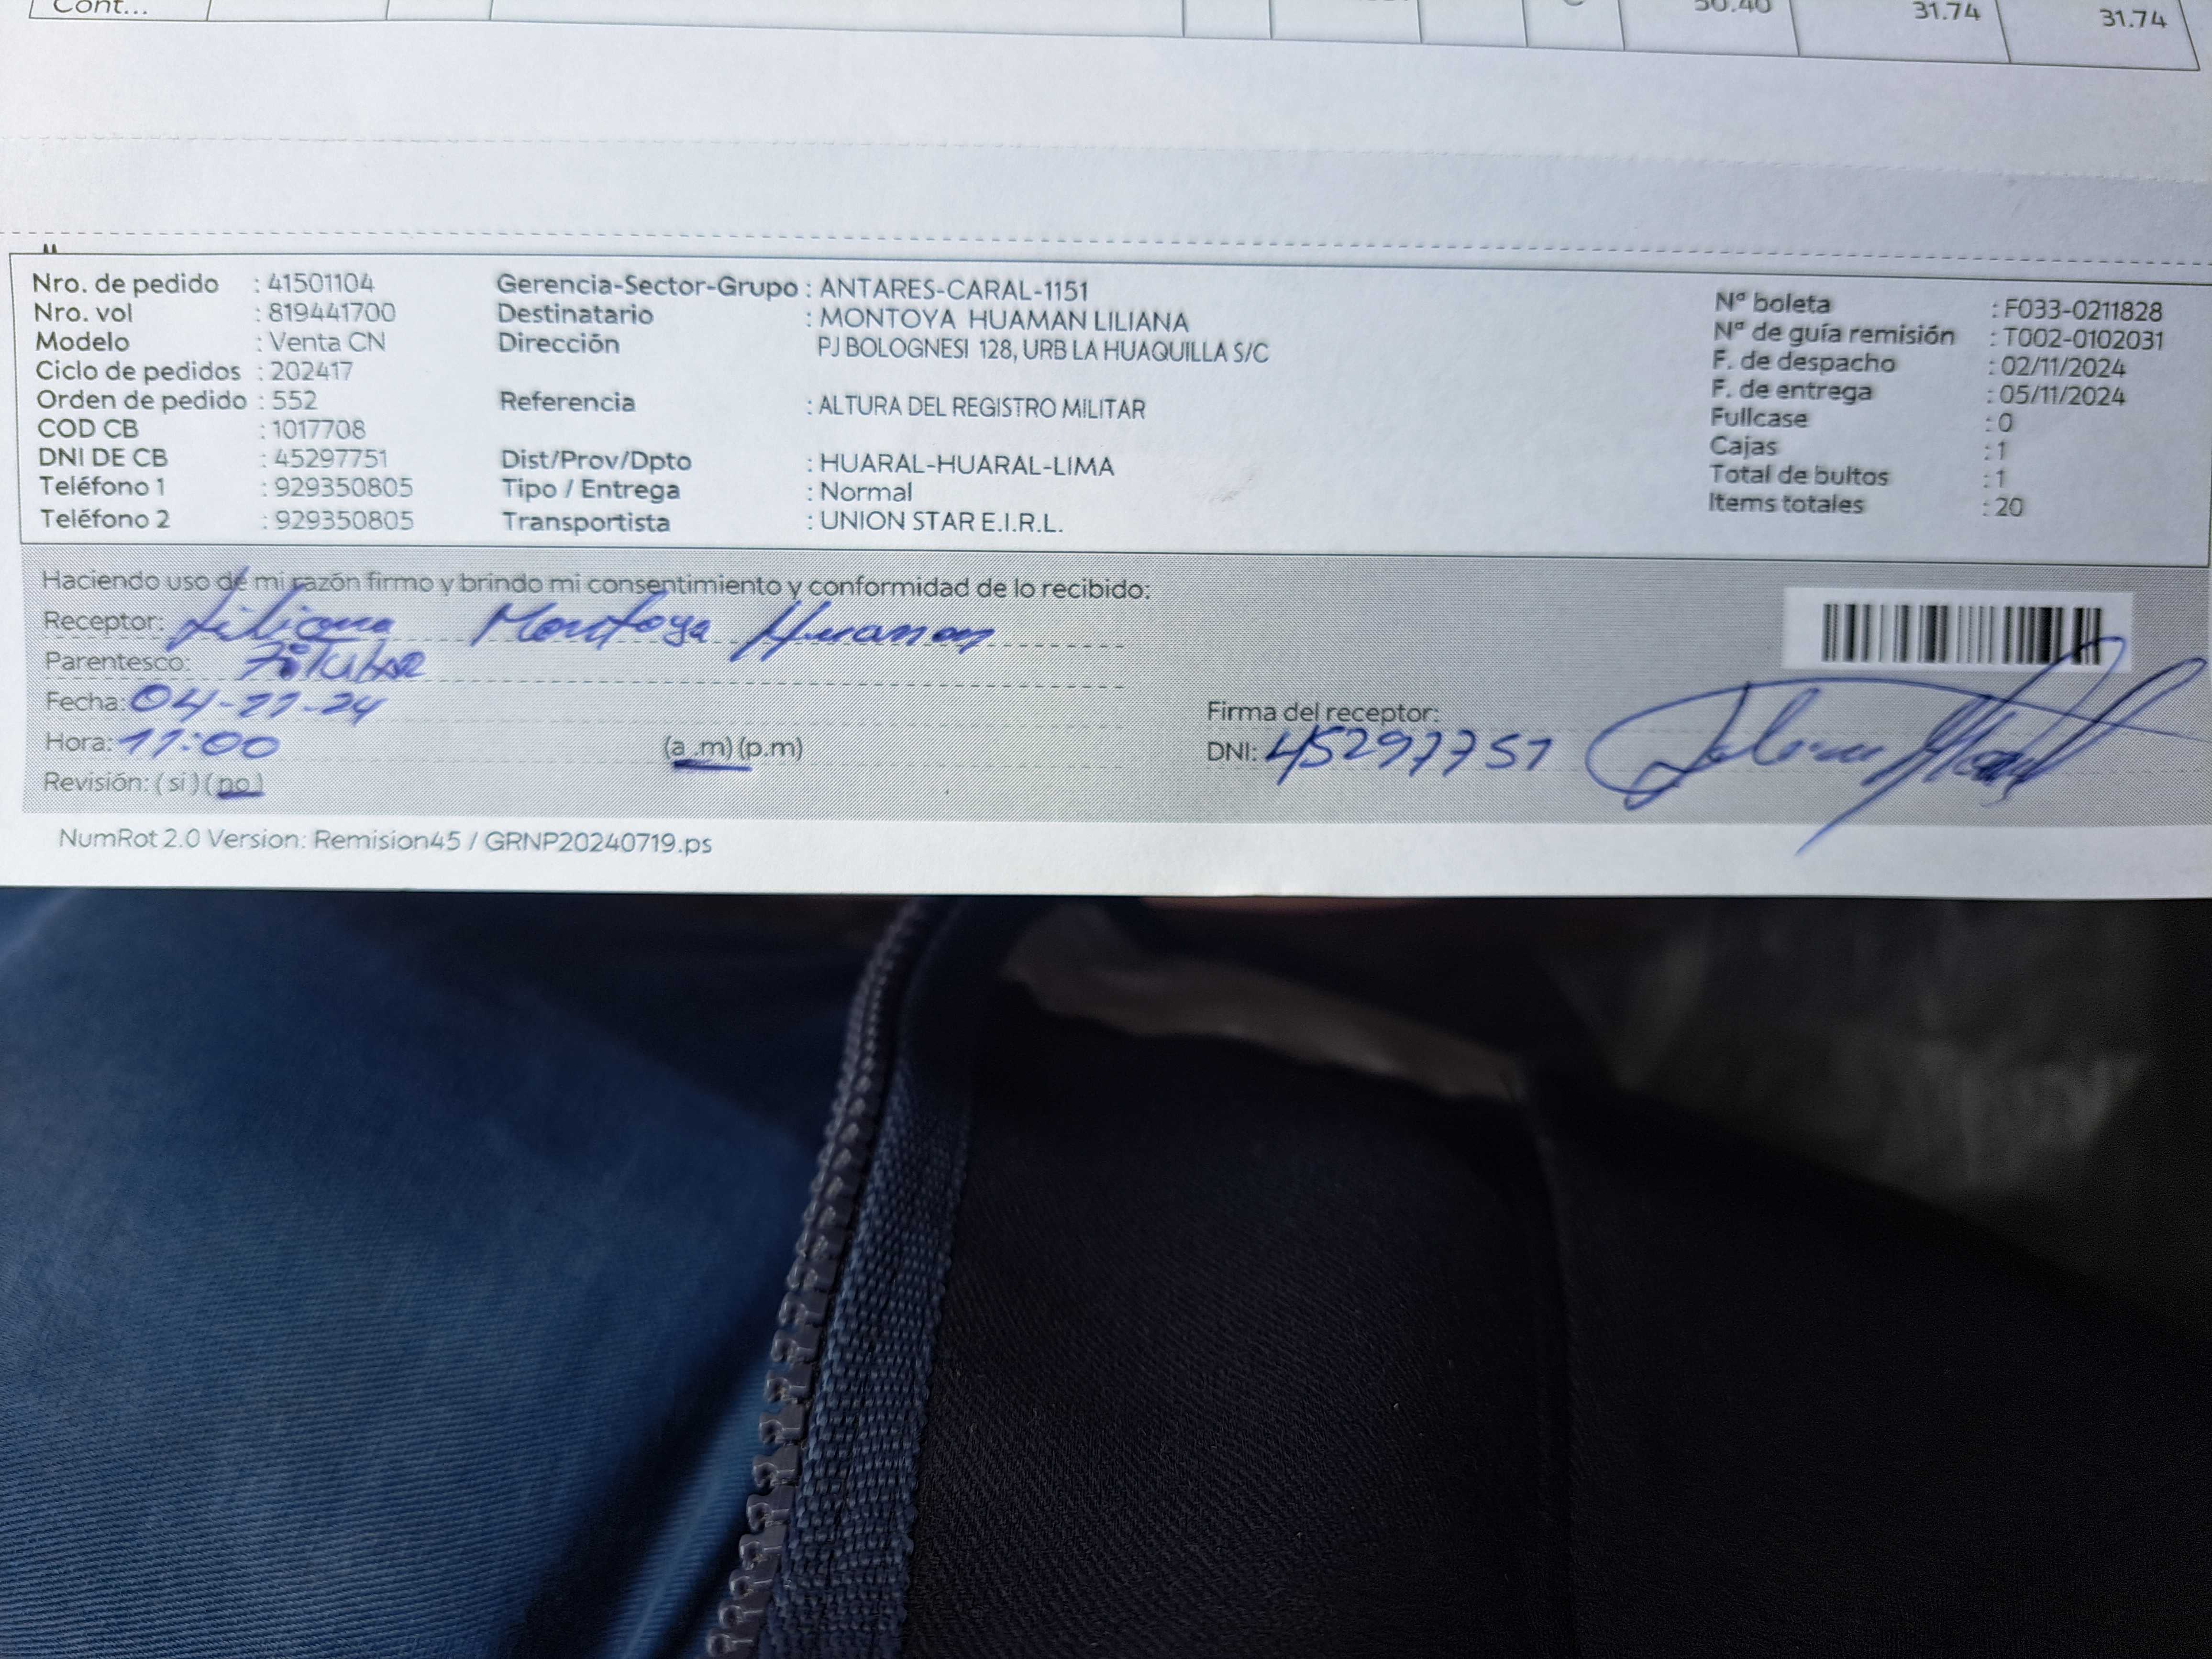 Cont... 50.40 31.74 31.74
Nro. de pedido : 41501104
Nro. vol : 819441700
Modelo : Venta CN
Ciclo de pedidos : 202417
Orden de pedido : 552
COD CB : 1017708
DNI DE CB : 45297751
Teléfono 1 : 929350805
Teléfono 2 : 929350805
Gerencia-Sector-Grupo : ANTARES-CARAL-1151
Destinatario : MONTOYA HUAMAN LILIANA
Dirección PJ BOLOGNESI 128, URB LA HUAQUILLA S/C
Referencia : ALTURA DEL REGISTRO MILITAR
Dist/Prov/Dpto : HUARAL-HUARAL-LIMA
Tipo / Entrega : Normal
Transportista : UNION STAR E.I.R.L.
Nª boleta : F033-0211828
Nª de guía remisión : T002-0102031
F. de despacho : 02/11/2024
F. de entrega : 05/11/2024
Fullcase : 0
Cajas : 1
Total de bultos : 1
Items totales : 20
Haciendo uso de mi razón firmo y brindo mi consentimiento y conformidad de lo recibido:
Receptor: Liliana Montoya Huaman
Parentesco:
Fecha: 04-11-24
Hora: 11:00 (a .m) (p.m)
Revisión: ( si ) ( no )
Firma del receptor:
DNI: 45297751
NumRot 2.0 Version: Remision45 / GRNP20240719.ps